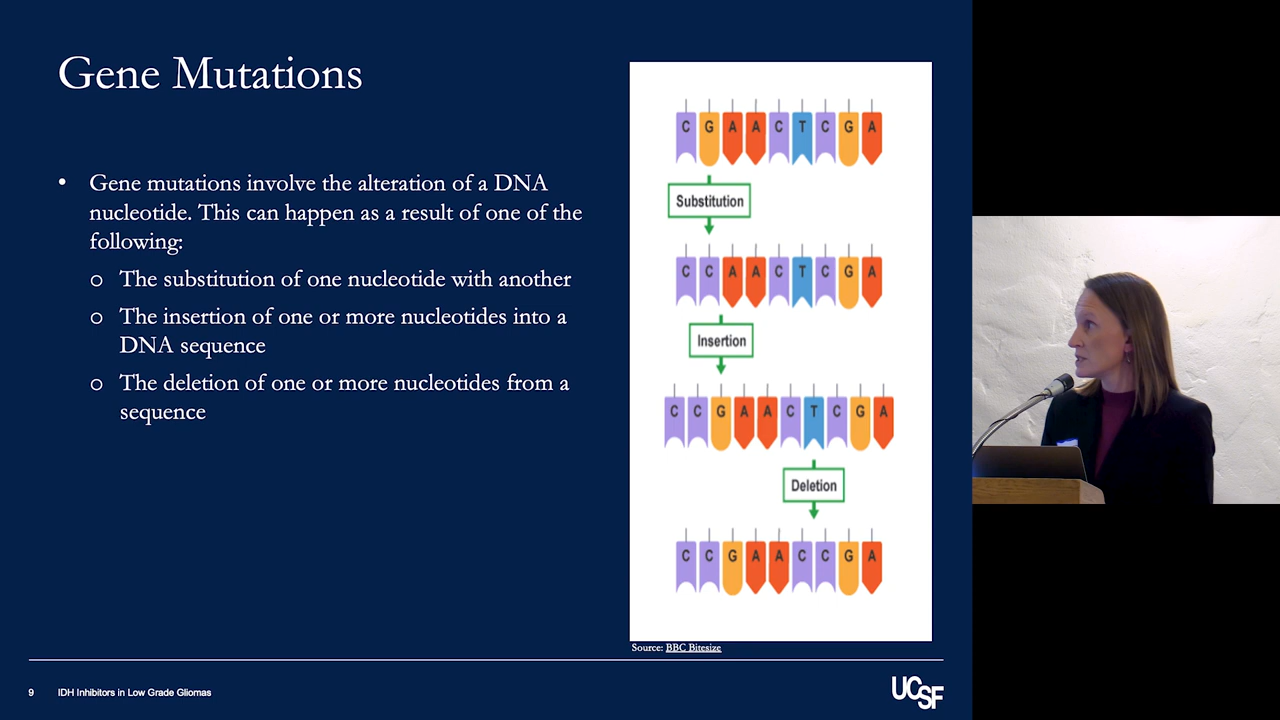 Gene Mutations
• Gene mutations involve the alteration of a DNA
nucleotide. This can happen as a result of one of the
following:
o The substitution of one nucleotide with another
o The insertion of one or more nucleotides into a
DNA sequence
o The deletion of one or more nucleotides from a
sequence
C G A A C T C G A
Substitution
C C A A C T C G A
Insertion
C C G A A C T C G A
Deletion
C C G A A C C G A
Source: BBC Bitesize
9 IDH Inhibitors in Low Grade Gliomas
UCSF